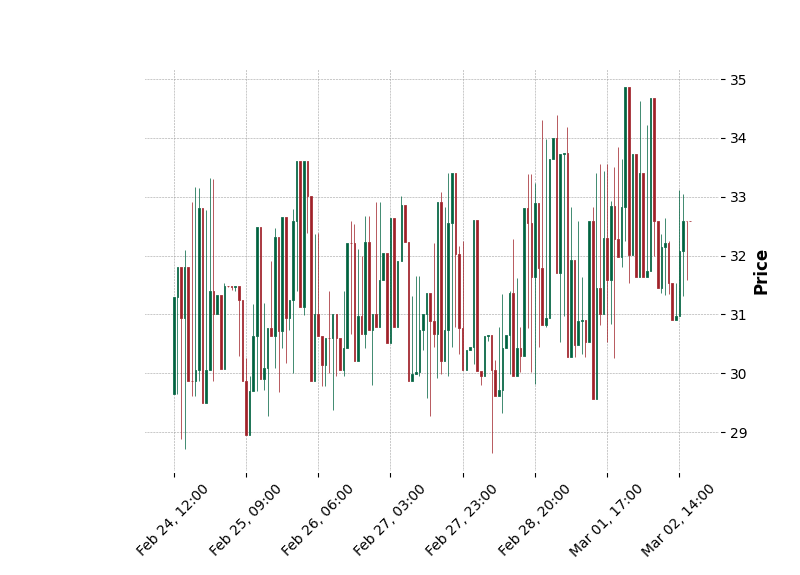 35
34
33
32
31
30
29
Price
Feb 24, 12:00
Feb 25, 09:00
Feb 26, 06:00
Feb 27, 03:00
Feb 27, 23:00
Feb 28, 20:00
Mar 01, 17:00
Mar 02, 14:00